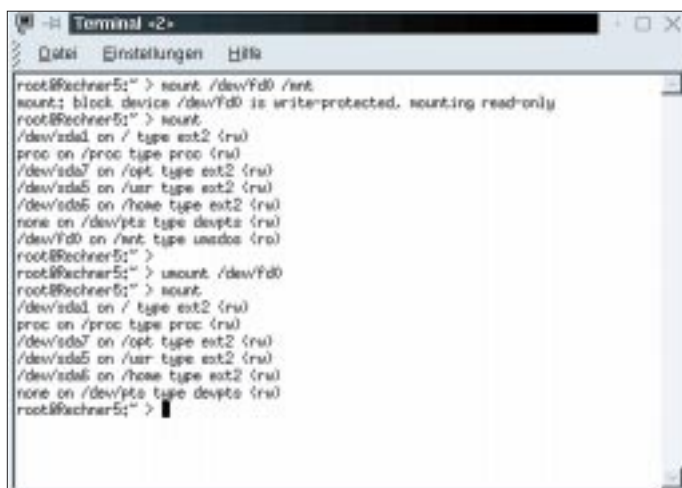 Terminal <2>
Datei Einstellungen Hilfe
root@Rechner5:~ > mount /dev/fd0 /mnt
mount: block device /dev/fd0 is write-protected, mounting read-only
root@Rechner5:~ > mount
/dev/sda1 on / type ext2 (rw)
proc on /proc type proc (rw)
/dev/sda7 on /opt type ext2 (rw)
/dev/sda5 on /usr type ext2 (rw)
/dev/sda6 on /home type ext2 (rw)
none on /dev/pts type devpts (rw)
/dev/fd0 on /mnt type umsdos (ro)
root@Rechner5:~ >
root@Rechner5:~ > umount /dev/fd0
root@Rechner5:~ > mount
/dev/sda1 on / type ext2 (rw)
proc on /proc type proc (rw)
/dev/sda7 on /opt type ext2 (rw)
/dev/sda5 on /usr type ext2 (rw)
/dev/sda6 on /home type ext2 (rw)
none on /dev/pts type devpts (rw)
root@Rechner5:~ >